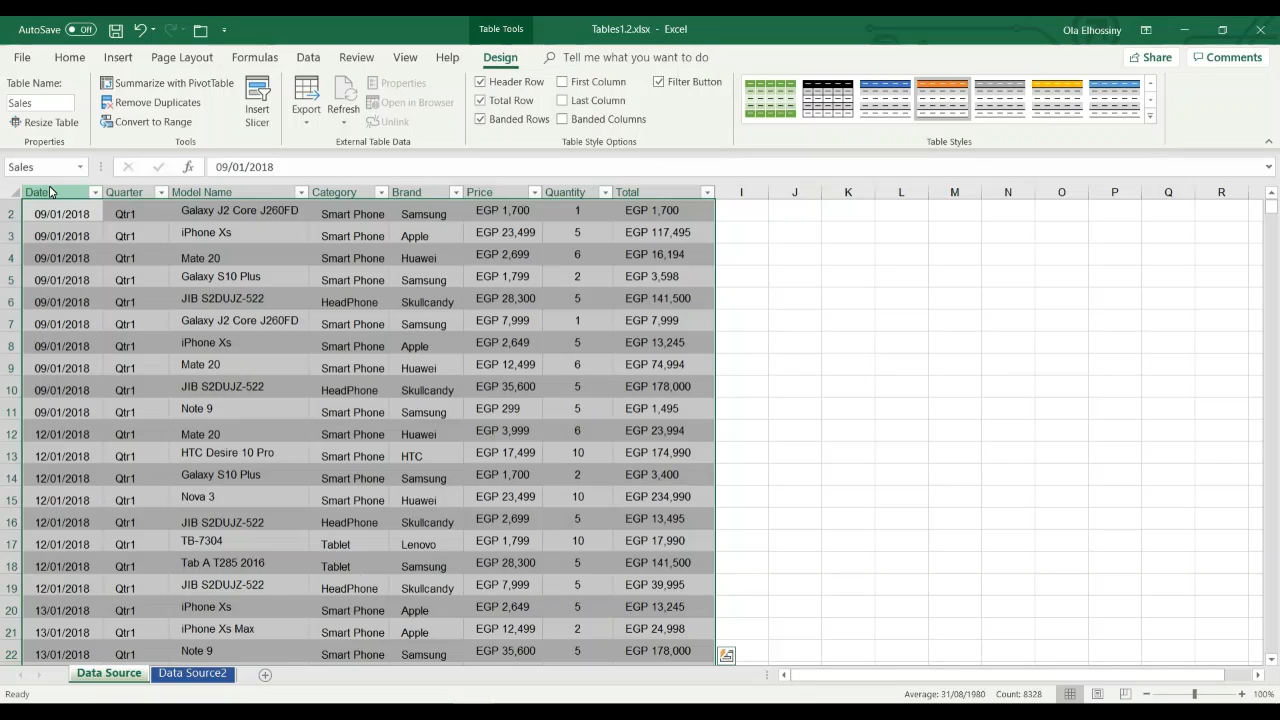 AutoSave Off Table Tools Tables1.2.xlsx - Excel Ola Elhossiny
File Home Insert Page Layout Formulas Data Review View Help Design Tell me what you want to do Share Comments
Table Name:
Sales
Resize Table
Properties
Summarize with PivotTable
Remove Duplicates
Convert to Range
Tools
Insert
Slicer
Export
Refresh
Properties
Open in Browser
Unlink
External Table Data
Header Row First Column Filter Button
Total Row Last Column
Banded Rows Banded Columns
Table Style Options
Table Styles
Sales fx 09/01/2018
Date Quarter Model Name Category Brand Price Quantity Total I J K L M N O P Q R
2 09/01/2018 Qtr1 Galaxy J2 Core J260FD Smart Phone Samsung EGP 1,700 1 EGP 1,700
3 09/01/2018 Qtr1 iPhone Xs Smart Phone Apple EGP 23,499 5 EGP 117,495
4 09/01/2018 Qtr1 Mate 20 Smart Phone Huawei EGP 2,699 6 EGP 16,194
5 09/01/2018 Qtr1 Galaxy S10 Plus Smart Phone Samsung EGP 1,799 2 EGP 3,598
6 09/01/2018 Qtr1 JIB S2DUJZ-522 HeadPhone Skullcandy EGP 28,300 5 EGP 141,500
7 09/01/2018 Qtr1 Galaxy J2 Core J260FD Smart Phone Samsung EGP 7,999 1 EGP 7,999
8 09/01/2018 Qtr1 iPhone Xs Smart Phone Apple EGP 2,649 5 EGP 13,245
9 09/01/2018 Qtr1 Mate 20 Smart Phone Huawei EGP 12,499 6 EGP 74,994
10 09/01/2018 Qtr1 JIB S2DUJZ-522 HeadPhone Skullcandy EGP 35,600 5 EGP 178,000
11 09/01/2018 Qtr1 Note 9 Smart Phone Samsung EGP 299 5 EGP 1,495
12 12/01/2018 Qtr1 Mate 20 Smart Phone Huawei EGP 3,999 6 EGP 23,994
13 12/01/2018 Qtr1 HTC Desire 10 Pro Smart Phone HTC EGP 17,499 10 EGP 174,990
14 12/01/2018 Qtr1 Galaxy S10 Plus Smart Phone Samsung EGP 1,700 2 EGP 3,400
15 12/01/2018 Qtr1 Nova 3 Smart Phone Huawei EGP 23,499 10 EGP 234,990
16 12/01/2018 Qtr1 JIB S2DUJZ-522 HeadPhone Skullcandy EGP 2,699 5 EGP 13,495
17 12/01/2018 Qtr1 TB-7304 Tablet Lenovo EGP 1,799 10 EGP 17,990
18 12/01/2018 Qtr1 Tab A T285 2016 Tablet Samsung EGP 28,300 5 EGP 141,500
19 12/01/2018 Qtr1 JIB S2DUJZ-522 HeadPhone Skullcandy EGP 7,999 5 EGP 39,995
20 13/01/2018 Qtr1 iPhone Xs Smart Phone Apple EGP 2,649 5 EGP 13,245
21 13/01/2018 Qtr1 iPhone Xs Max Smart Phone Apple EGP 12,499 2 EGP 24,998
22 13/01/2018 Qtr1 Note 9 Smart Phone Samsung EGP 35,600 5 EGP 178,000
Data Source Data Source2
Ready Average: 31/08/1980 Count: 8328 100%